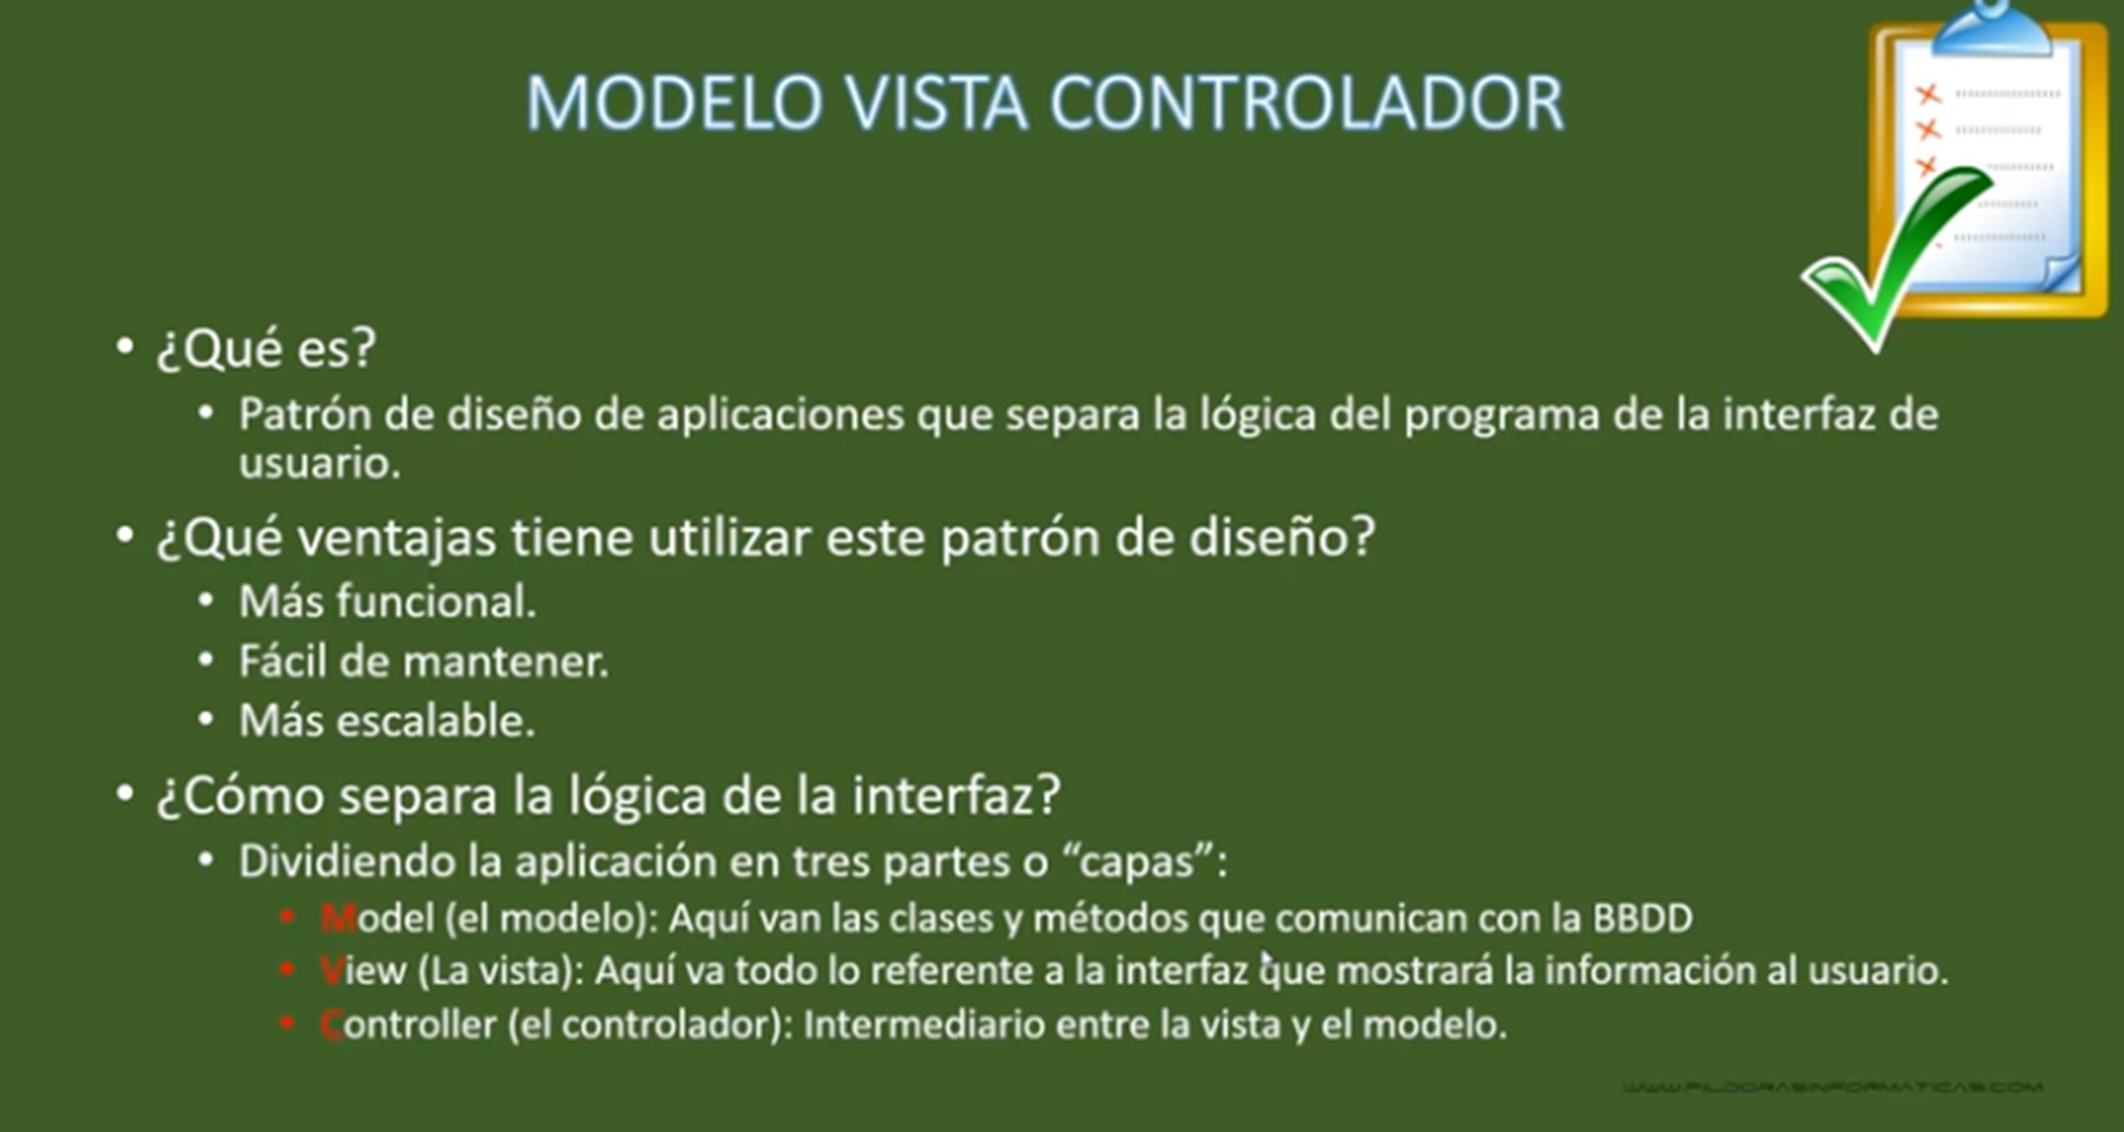 MODELO VISTA CONTROLADOR
• ¿Qué es?
• Patrón de diseño de aplicaciones que separa la lógica del programa de la interfaz de
usuario.
• ¿Qué ventajas tiene utilizar este patrón de diseño?
• Más funcional.
• Fácil de mantener.
• Más escalable.
• ¿Cómo separa la lógica de la interfaz?
• Dividiendo la aplicación en tres partes o “capas”:
• Model (el modelo): Aquí van las clases y métodos que comunican con la BBDD
• View (La vista): Aquí va todo lo referente a la interfaz que mostrará la información al usuario.
• Controller (el controlador): Intermediario entre la vista y el modelo.
WWW.PILDORASINFORMATICAS.COM